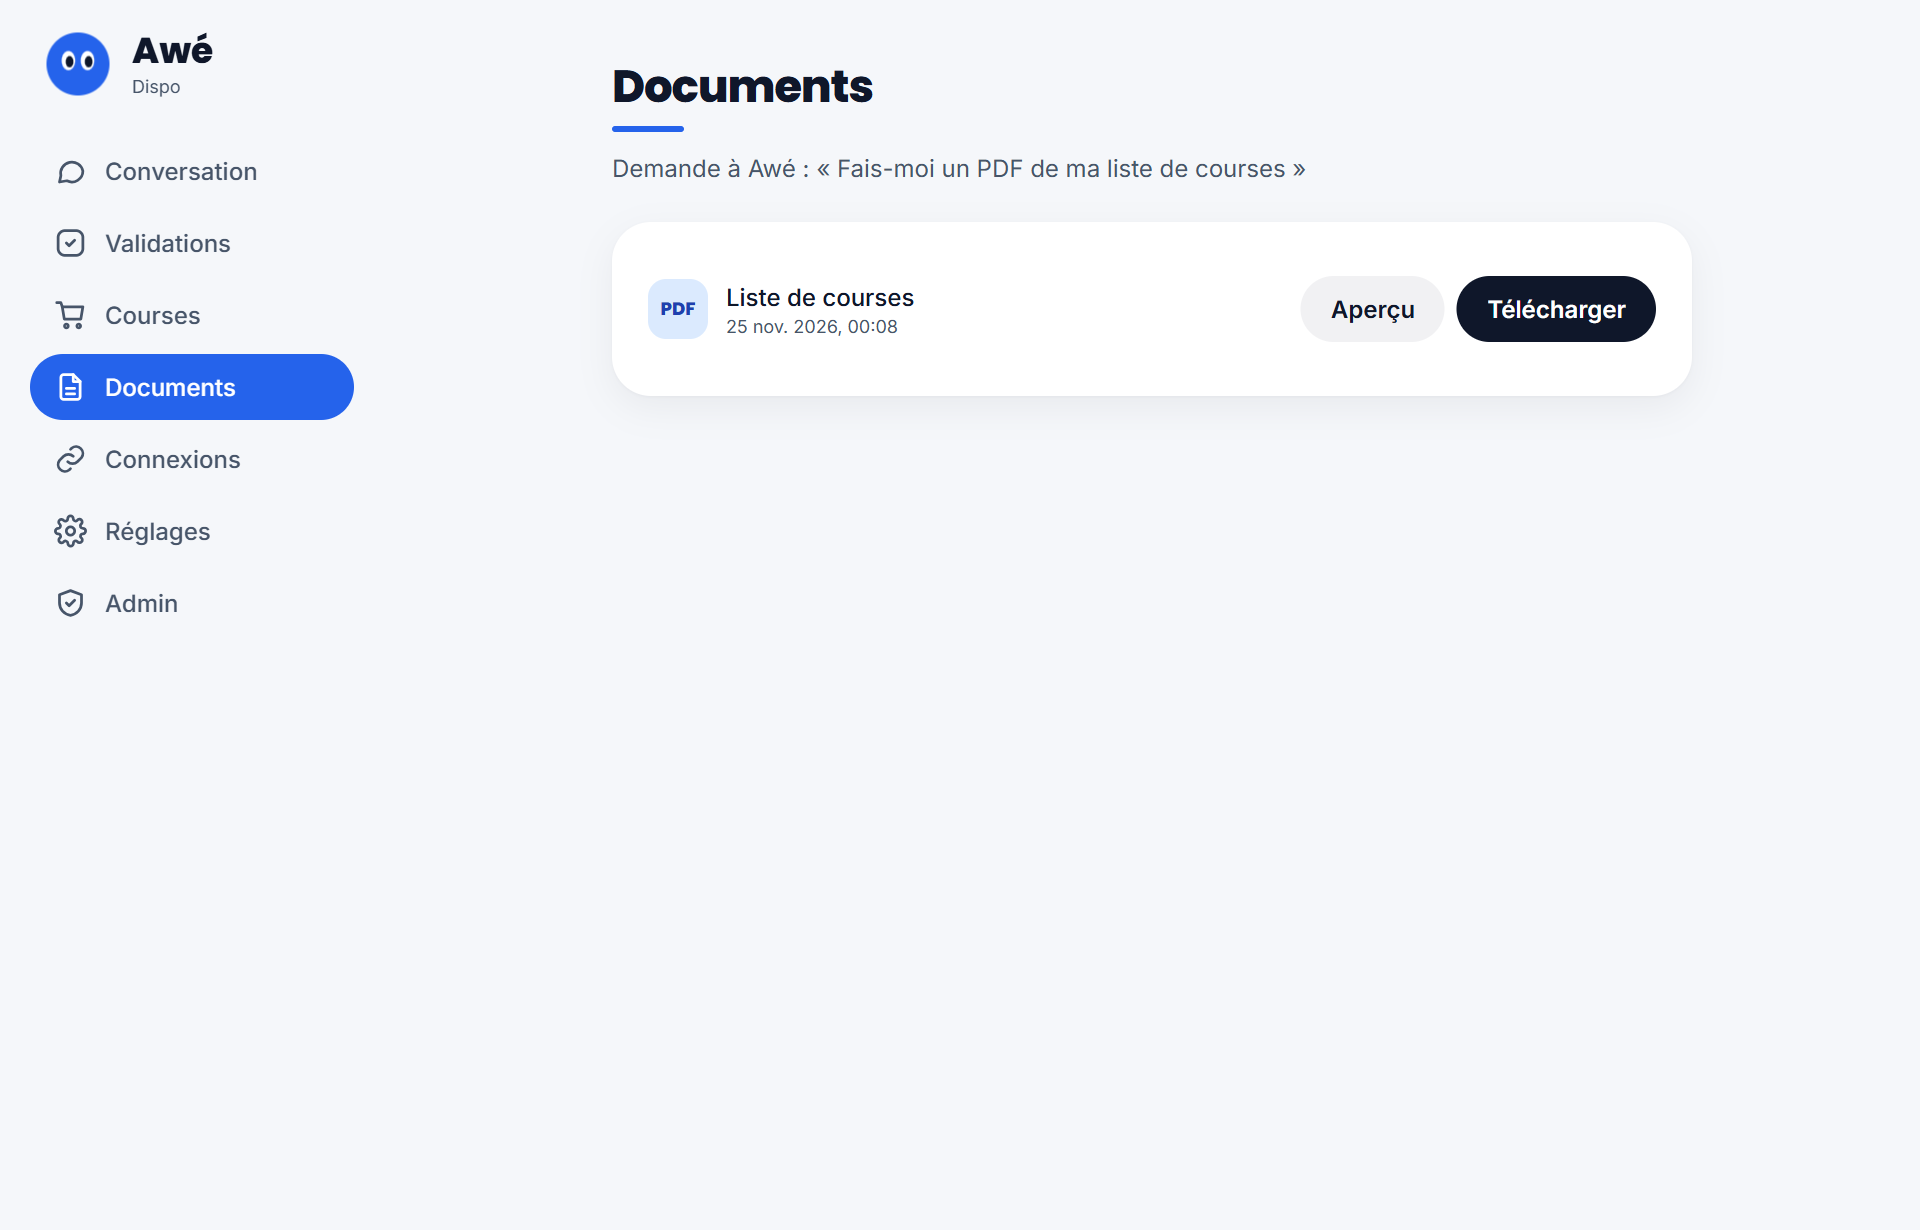 Awé
Dispo
Conversation
Validations
Courses
Documents
Connexions
Réglages
Admin
Documents
Demande à Awé : « Fais-moi un PDF de ma liste de courses »
PDF
Liste de courses
25 nov. 2026, 00:08
Aperçu
Télécharger